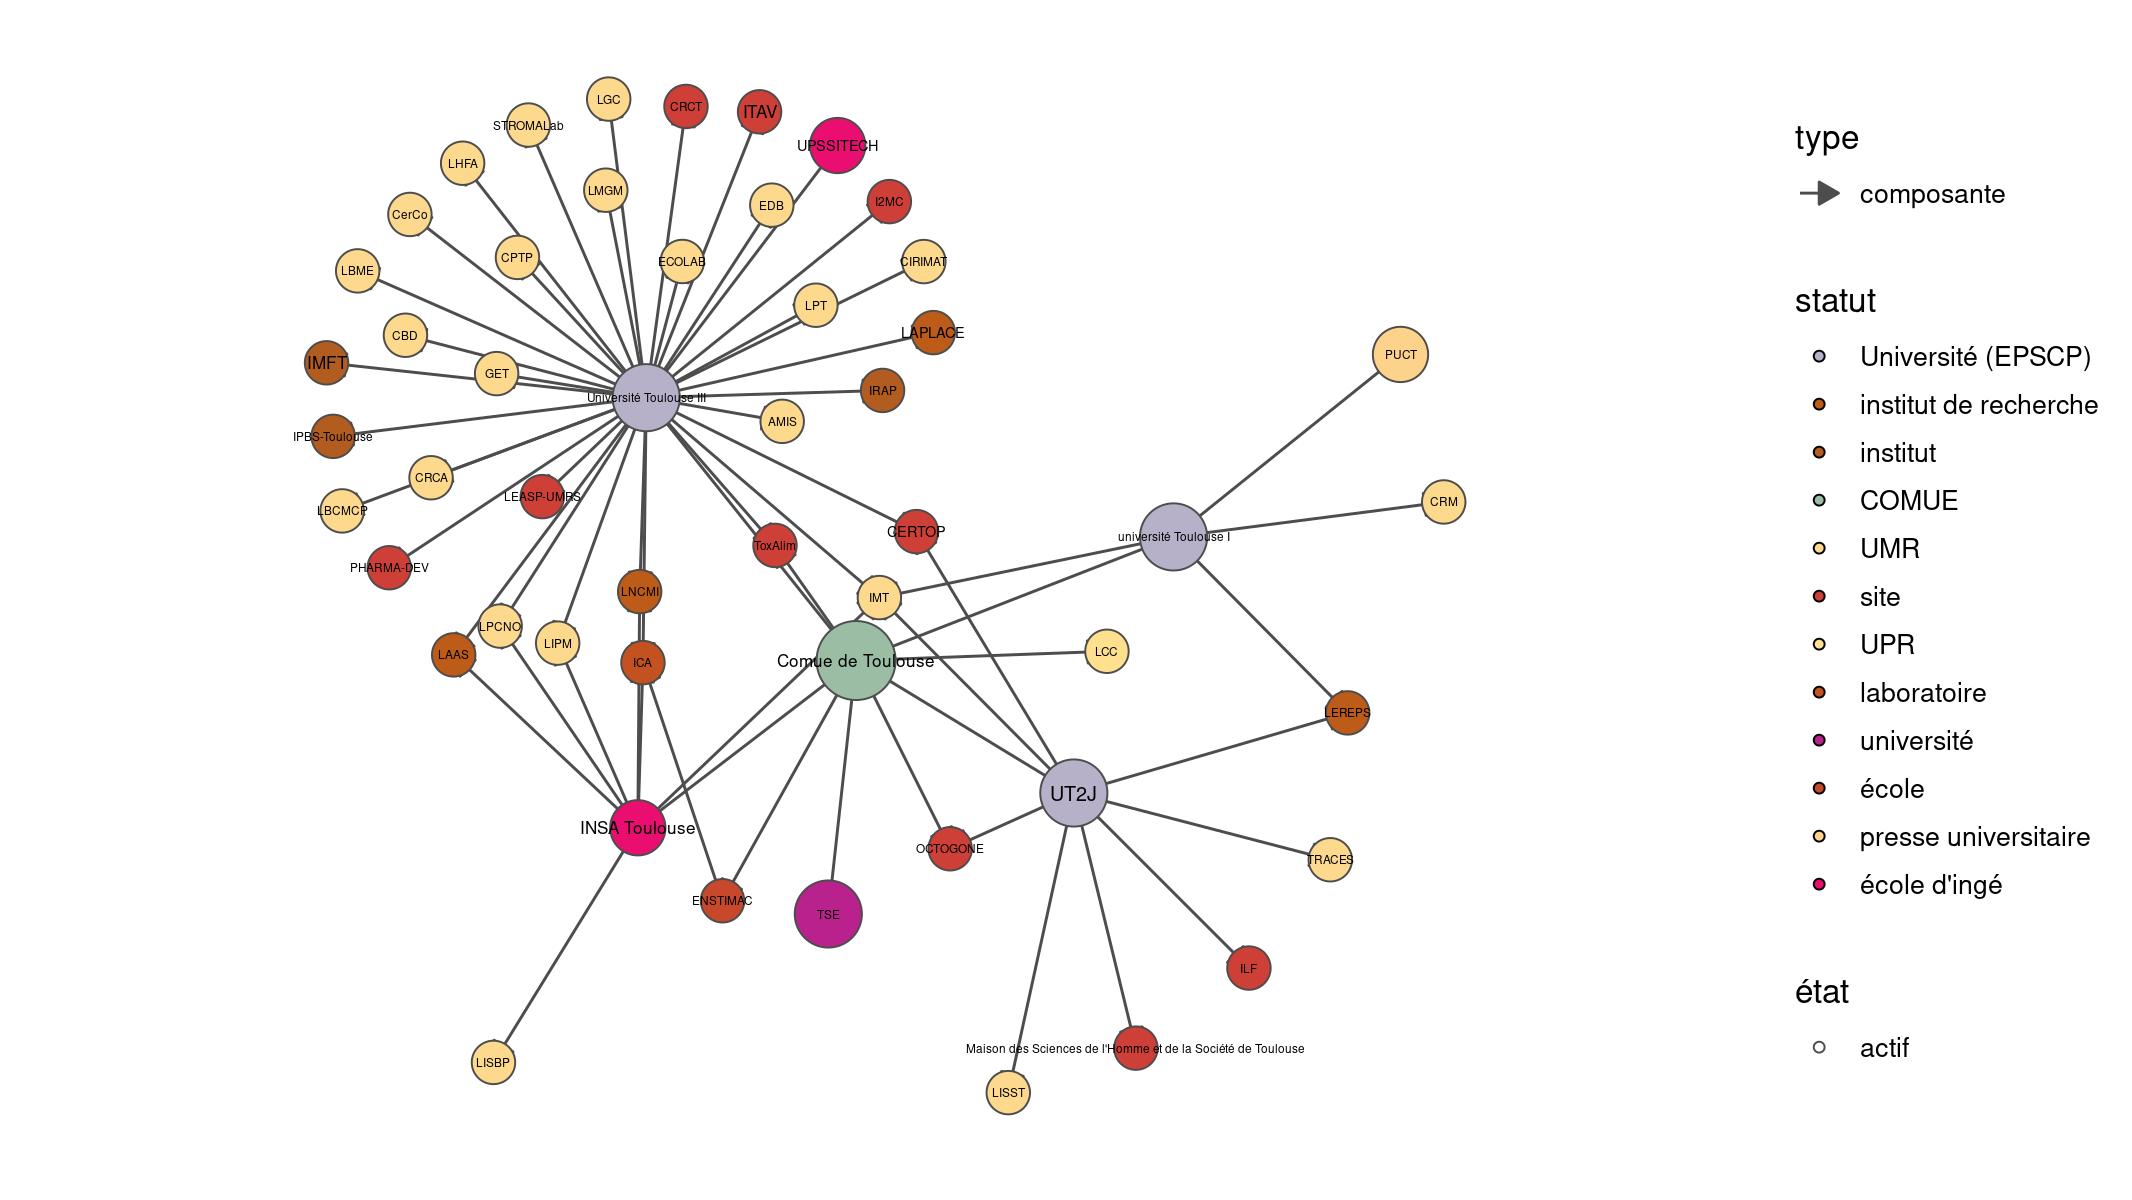 LGC
CRCT
ITAV
STROMALab
UPSSITECH
LHFA
LMGM
I2MC
EDB
CerCo
CPTP
ECOLAB
CIRIMAT
LBME
LPT
LAPLACE
CBD
IMFT
GET
IRAP
Université Toulouse III
AMIS
IPBS-Toulouse
CRCA
LEASP-UMRS
LBCMCP
PHARMA-DEV
ToxAlim
CERTOP
LNCMI
IMT
LPCNO
LIPM
LAAS
ICA
Comue de Toulouse
LCC
PUCT
CRM
université Toulouse I
LEREPS
UT2J
INSA Toulouse
OCTOGONE
TRACES
ENSTIMAC
TSE
ILF
Maison des Sciences de l'Homme et de la Société de Toulouse
LISBP
LISST
type
composante
statut
Université (EPSCP)
institut de recherche
institut
COMUE
UMR
site
UPR
laboratoire
université
école
presse universitaire
école d'ingé
état
actif